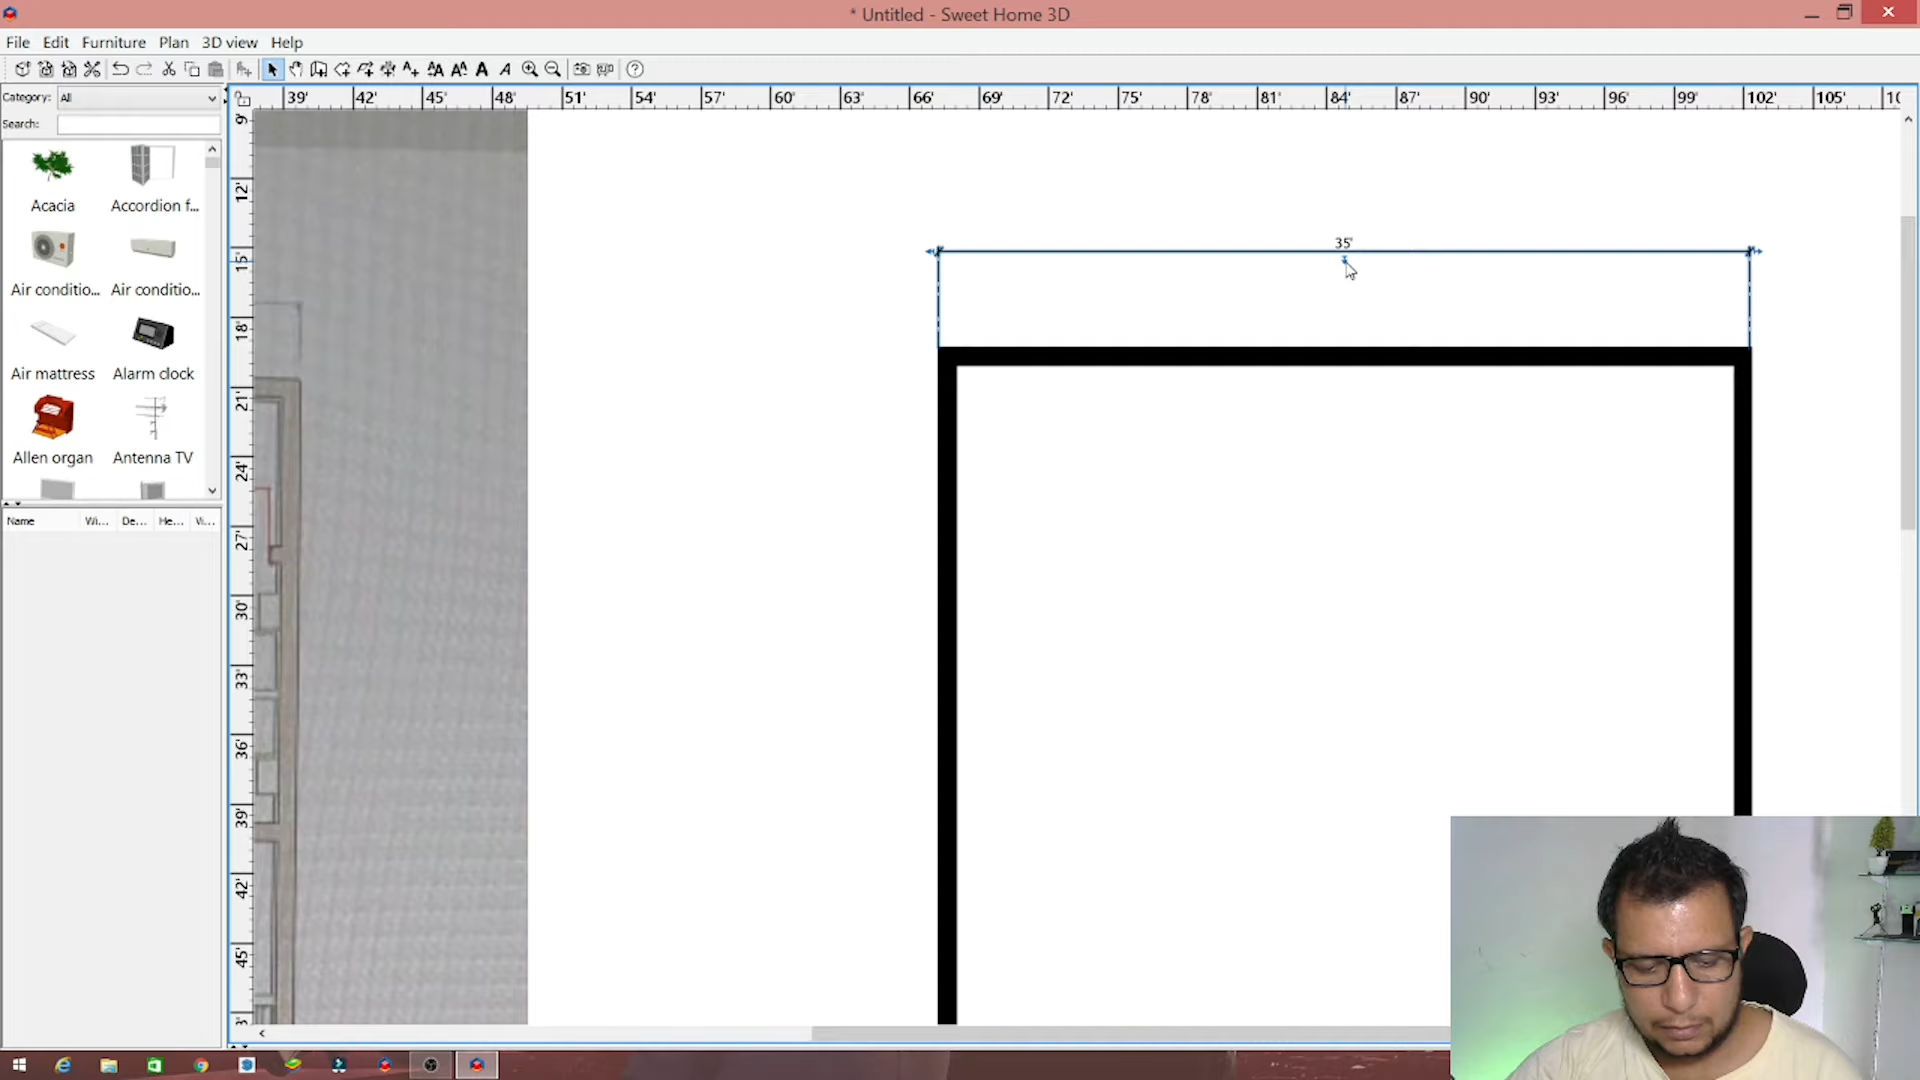 * Untitled - Sweet Home 3D
File Edit Furniture Plan 3D view Help
Category: All
Search:
39' 42' 45' 48' 51' 54' 57' 60' 63' 66' 69' 72' 75' 78' 81' 84' 87' 90' 93' 96' 99' 102' 105'
9'
12'
15'
18'
21'
24'
27'
30'
33'
36'
39'
42'
45'
35'
Acacia Accordion f...
Air conditio... Air conditio...
Air mattress Alarm clock
Allen organ Antenna TV
Name Wi... De... He... Vi...